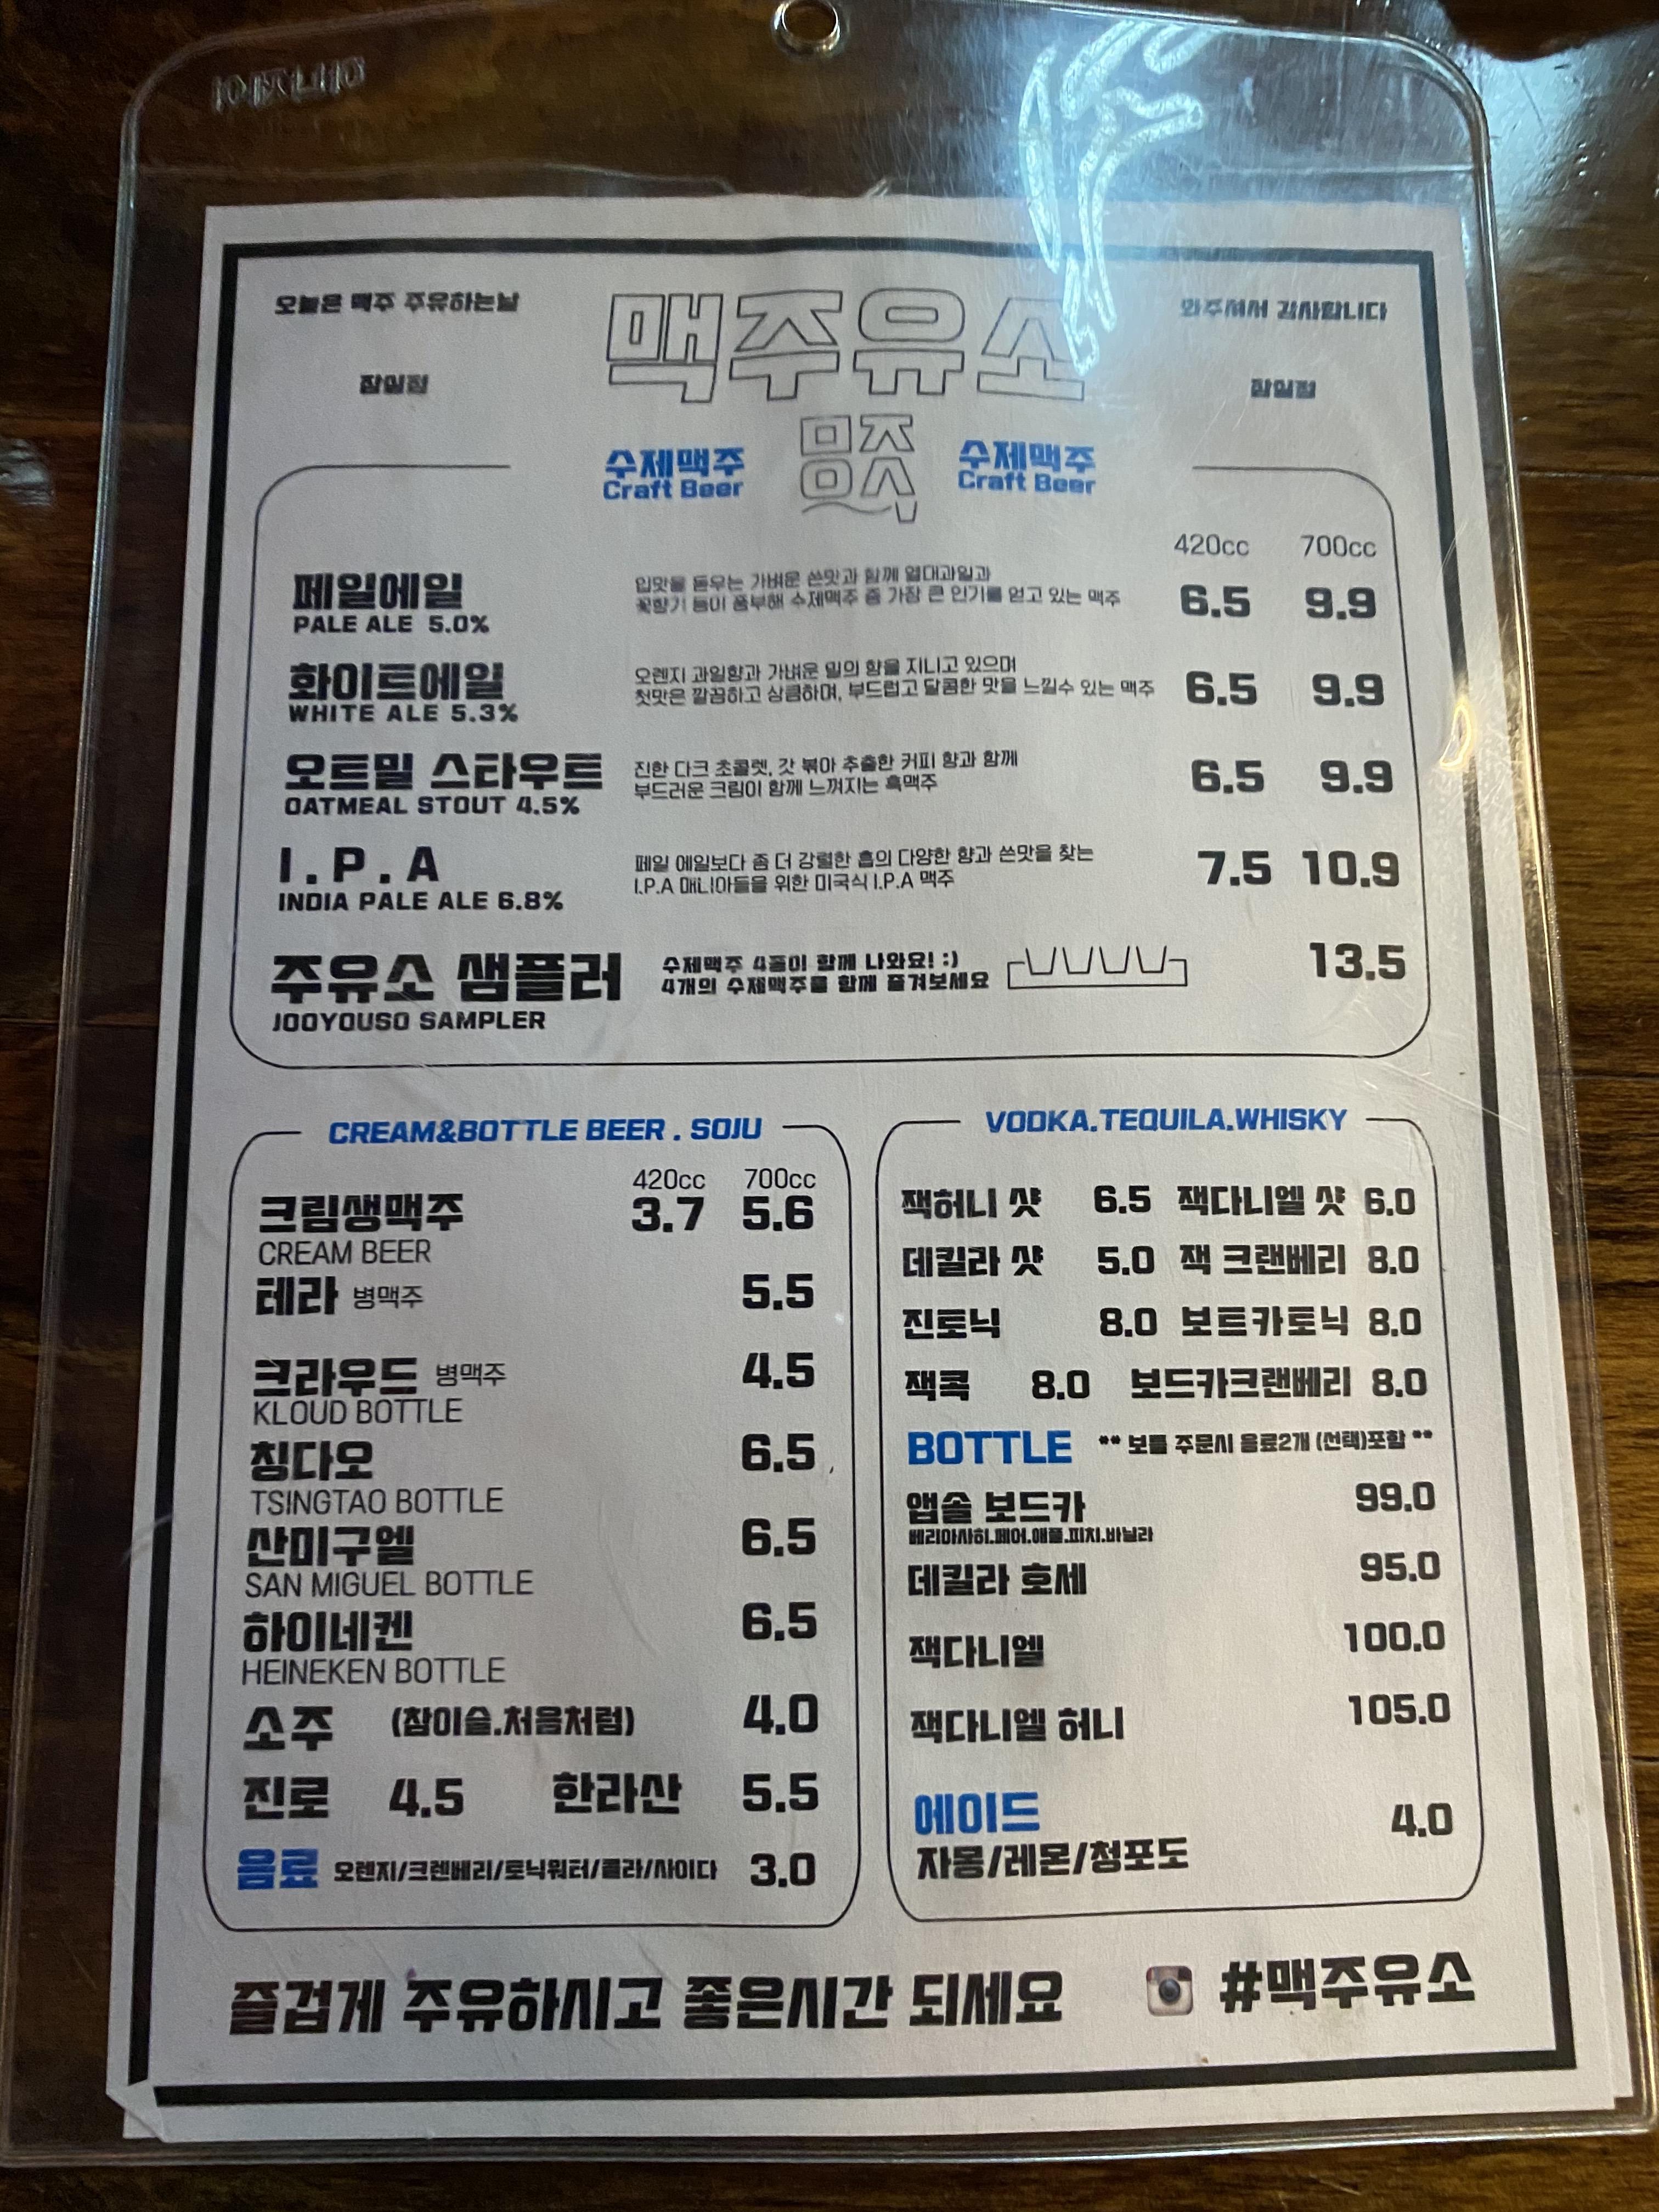 오늘은 맥주 주유하는날
맥주유소
와주셔서 감사합니다
잠실점
잠실점
수제맥주
Craft Beer
수제맥주
Craft Beer
420cc 700cc
페일에일
PALE ALE 5.0%
입맛을 돋우는 가벼운 쓴맛과 함께 열대과일과
꽃향기 등이 풍부해 수제맥주 중 가장 큰 인기를 얻고 있는 맥주
6.5 9.9
화이트에일
WHITE ALE 5.3%
오렌지 과일향과 가벼운 밀의 향을 지니고 있으며
첫맛은 깔끔하고 상큼하며, 부드럽고 달콤한 맛을 느낄수 있는 맥주
6.5 9.9
오트밀 스타우트
OATMEAL STOUT 4.5%
진한 다크 초콜렛, 갓 볶아 추출한 커피 향과 함께
부드러운 크림이 함께 느껴지는 흑맥주
6.5 9.9
I.P.A
INDIA PALE ALE 6.8%
페일 에일보다 좀 더 강렬한 홉의 다양한 향과 쓴맛을 찾는
I.P.A 매니아들을 위한 미국식 I.P.A 맥주
7.5 10.9
주유소 샘플러
JOOYOUSO SAMPLER
수제맥주 4종이 함께 나와요! :)
4개의 수제맥주를 함께 즐겨보세요
13.5
CREAM&BOTTLE BEER . SOJU
420cc 700cc
크림생맥주 3.7 5.6
CREAM BEER
테라 병맥주 5.5
크라우드 병맥주 4.5
KLOUD BOTTLE
칭다오 6.5
TSINGTAO BOTTLE
산미구엘 6.5
SAN MIGUEL BOTTLE
하이네켄 6.5
HEINEKEN BOTTLE
소주 (참이슬.처음처럼) 4.0
진로 4.5 한라산 5.5
음료 오렌지/크렌베리/토닉워터/콜라/사이다 3.0
VODKA.TEQUILA.WHISKY
잭허니 샷 6.5 잭다니엘 샷 6.0
데킬라 샷 5.0 잭 크랜베리 8.0
진토닉 8.0 보트카토닉 8.0
잭콕 8.0 보드카크랜베리 8.0
BOTTLE ** 보틀 주문시 음료2개 (선택)포함 **
앱솔 보드카 99.0
베리아사히.페어.애플.피치.바닐라
데킬라 호세 95.0
잭다니엘 100.0
잭다니엘 허니 105.0
에이드 4.0
자몽/레몬/청포도
즐겁게 주유하시고 좋은시간 되세요
#맥주유소